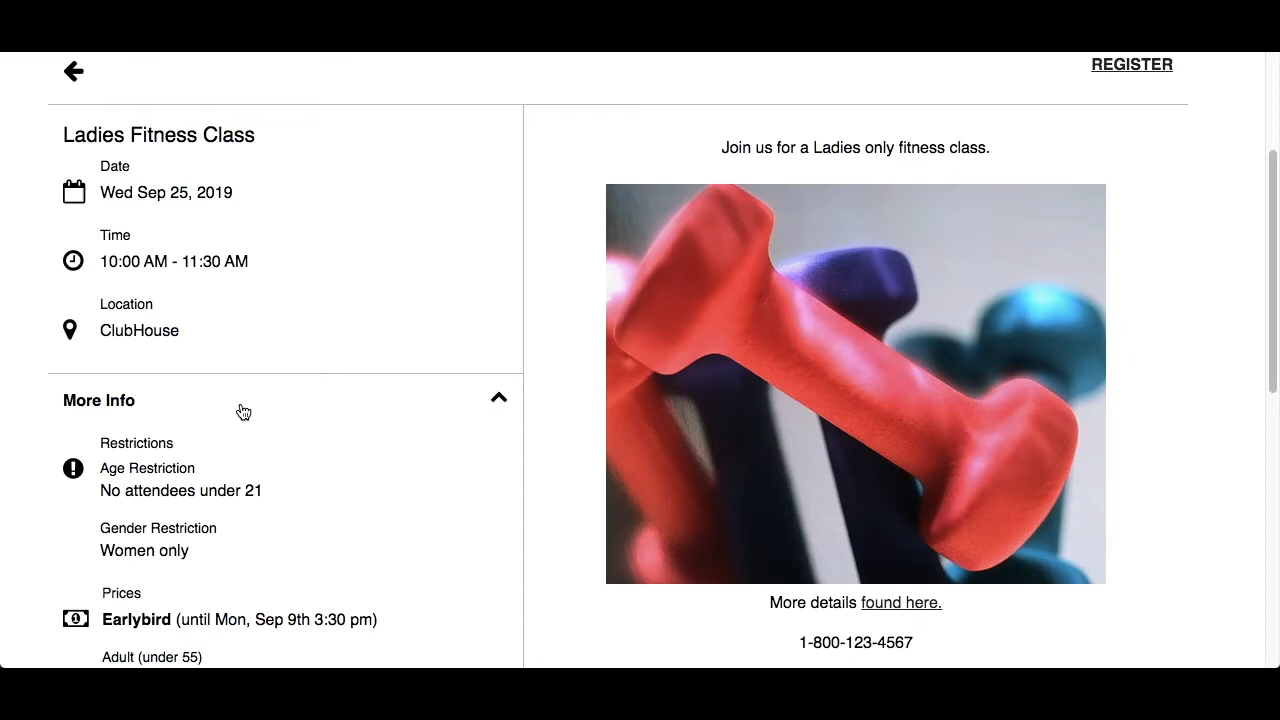 REGISTER
Ladies Fitness Class
Date
Wed Sep 25, 2019
Time
10:00 AM - 11:30 AM
Location
ClubHouse
More Info
Restrictions
Age Restriction
No attendees under 21
Gender Restriction
Women only
Prices
Earlybird (until Mon, Sep 9th 3:30 pm)
Adult (under 55)
Join us for a Ladies only fitness class.
More details found here.
1-800-123-4567